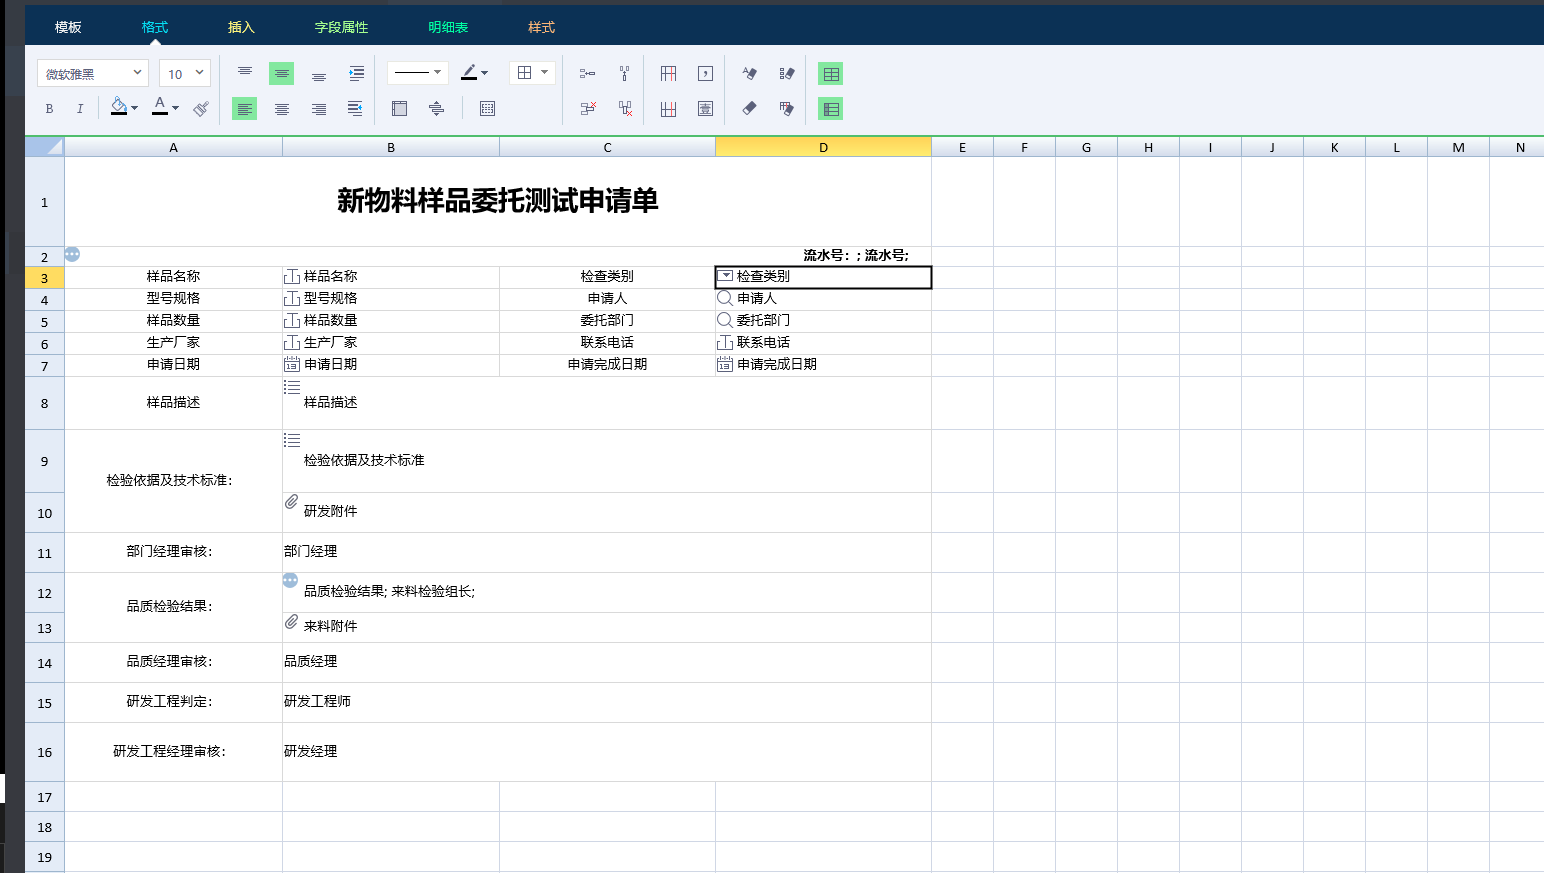 模板 格式 插入 字段属性 明细表 样式
微软雅黑 10
B I A
A B C D E F G H I J K L M N
1 新物料样品委托测试申请单
2 流水号：; 流水号;
3 样品名称 样品名称 检查类别 检查类别
4 型号规格 型号规格 申请人 申请人
5 样品数量 样品数量 委托部门 委托部门
6 生产厂家 生产厂家 联系电话 联系电话
7 申请日期 13 申请日期 申请完成日期 13 申请完成日期
8 样品描述 样品描述
9 检验依据及技术标准
检验依据及技术标准：
10 研发附件
11 部门经理审核： 部门经理
12 品质检验结果; 来料检验组长;
品质检验结果：
13 来料附件
14 品质经理审核： 品质经理
15 研发工程判定： 研发工程师
16 研发工程经理审核： 研发经理
17
18
19